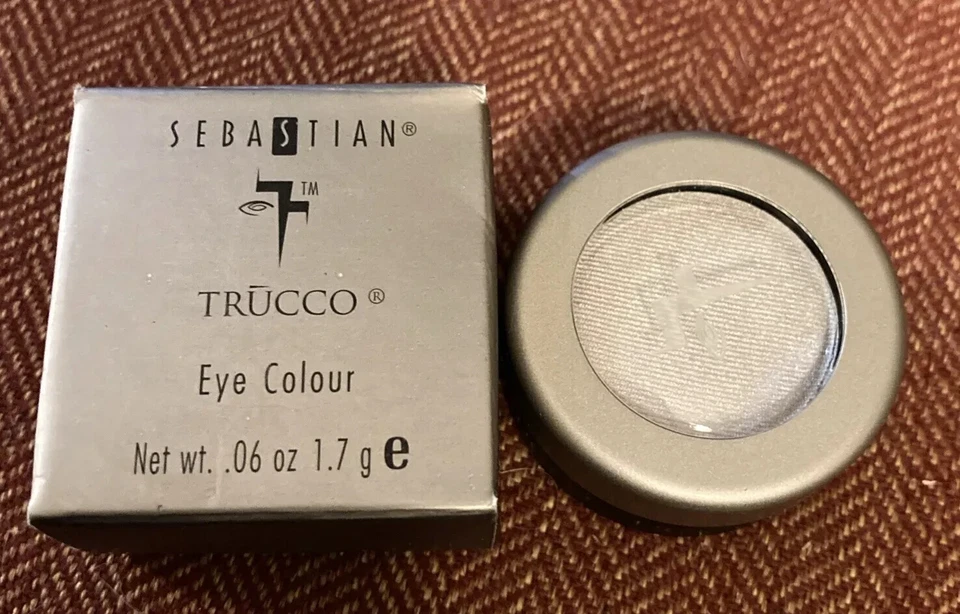 SEBASTIAN®
TM
TRŪCCO®
Eye Colour
Net wt. .06 oz 1.7 g e